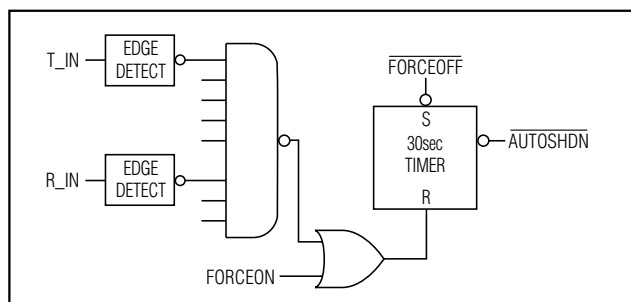 T_IN
EDGE
DETECT
R_IN
EDGE
DETECT
FORCEON
FORCEOFF
S
30sec
TIMER
R
AUTOSHDN